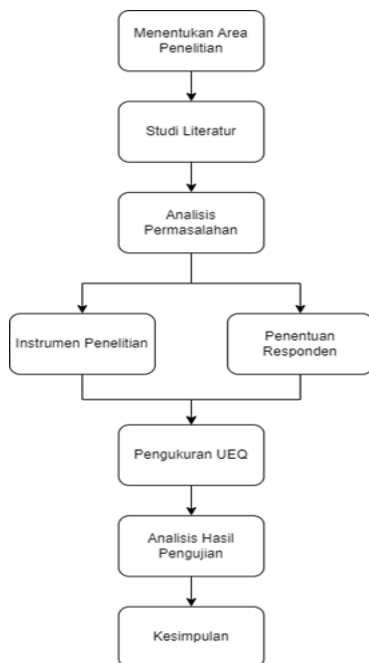 Menentukan Area
Penelitian
Studi Literatur
Analisis
Permasalahan
Instrumen Penelitian
Penentuan
Responden
Pengukuran UEQ
Analisis Hasil
Pengujian
Kesimpulan